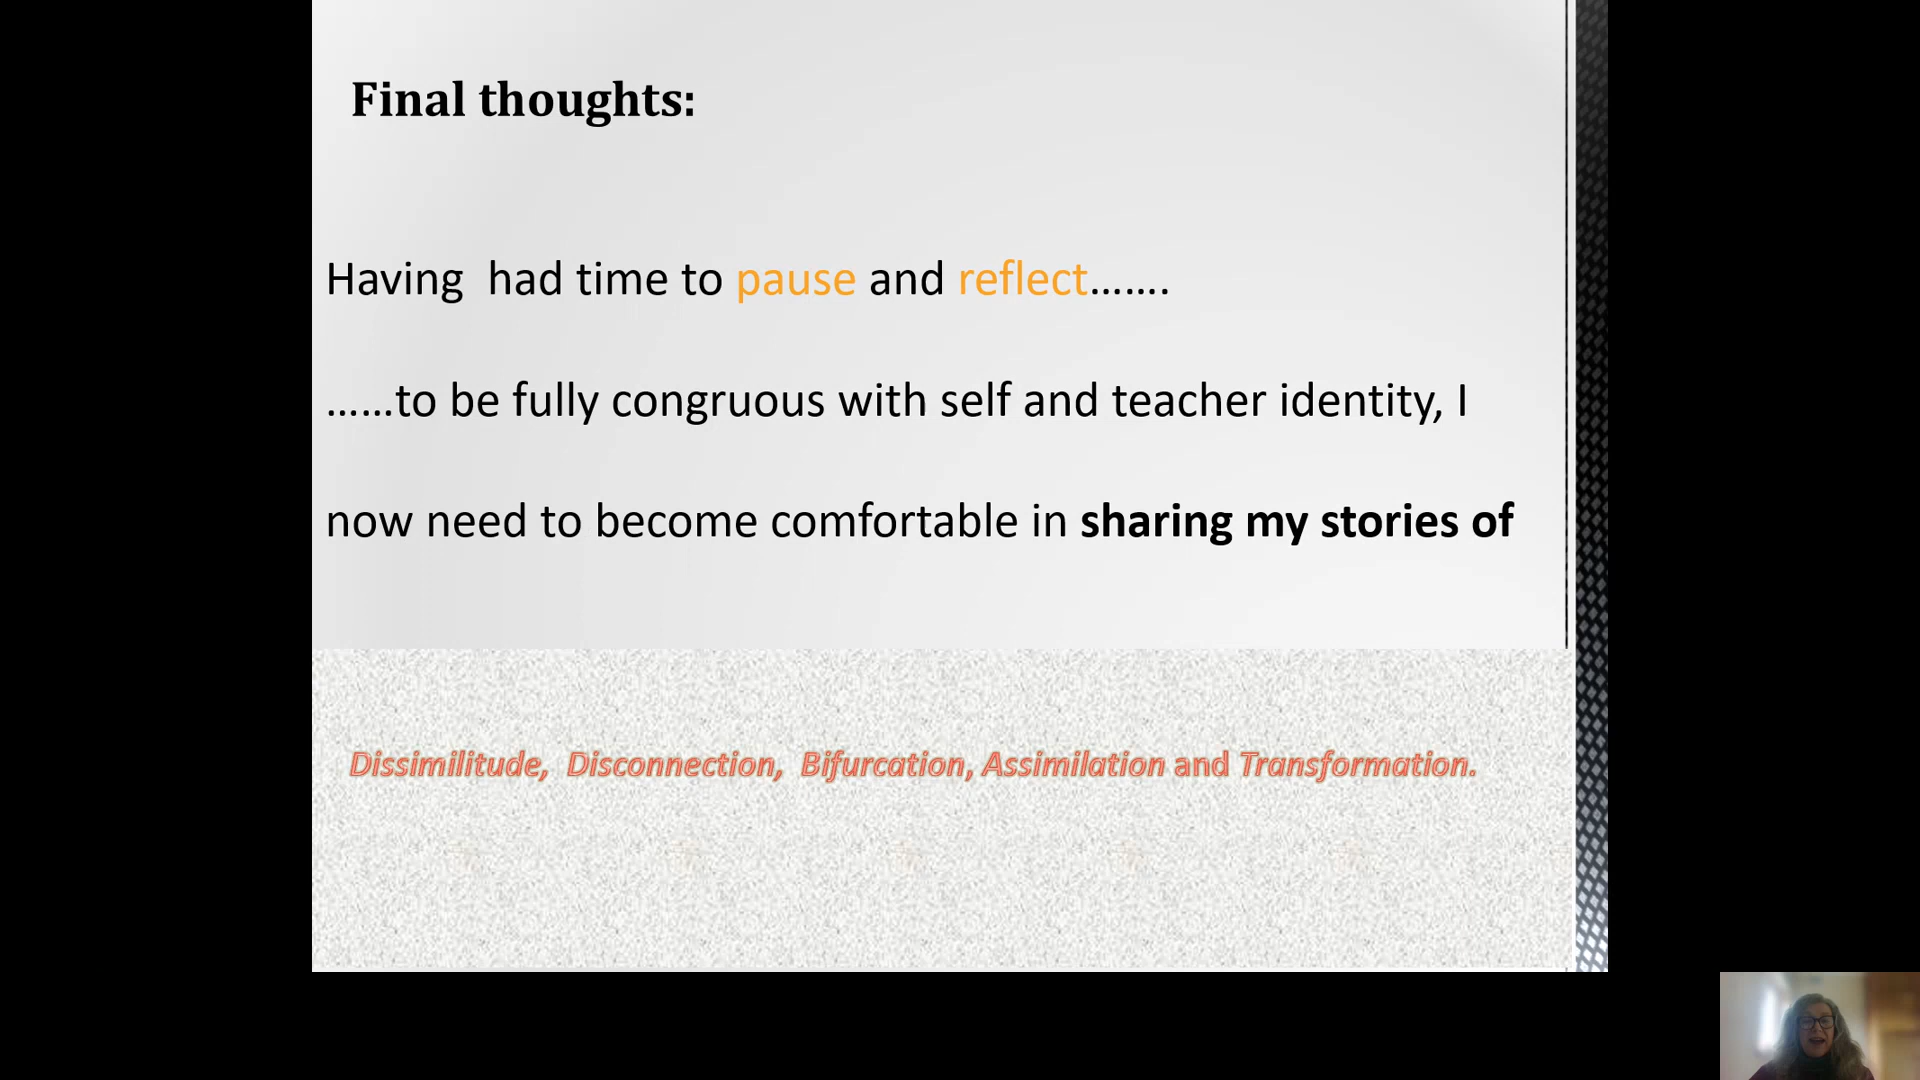 Final thoughts:
Having  had time to pause and reflect…….
……to be fully congruous with self and teacher identity, I
now need to become comfortable in sharing my stories of
Dissimilitude,  Disconnection,  Bifurcation, Assimilation and Transformation.